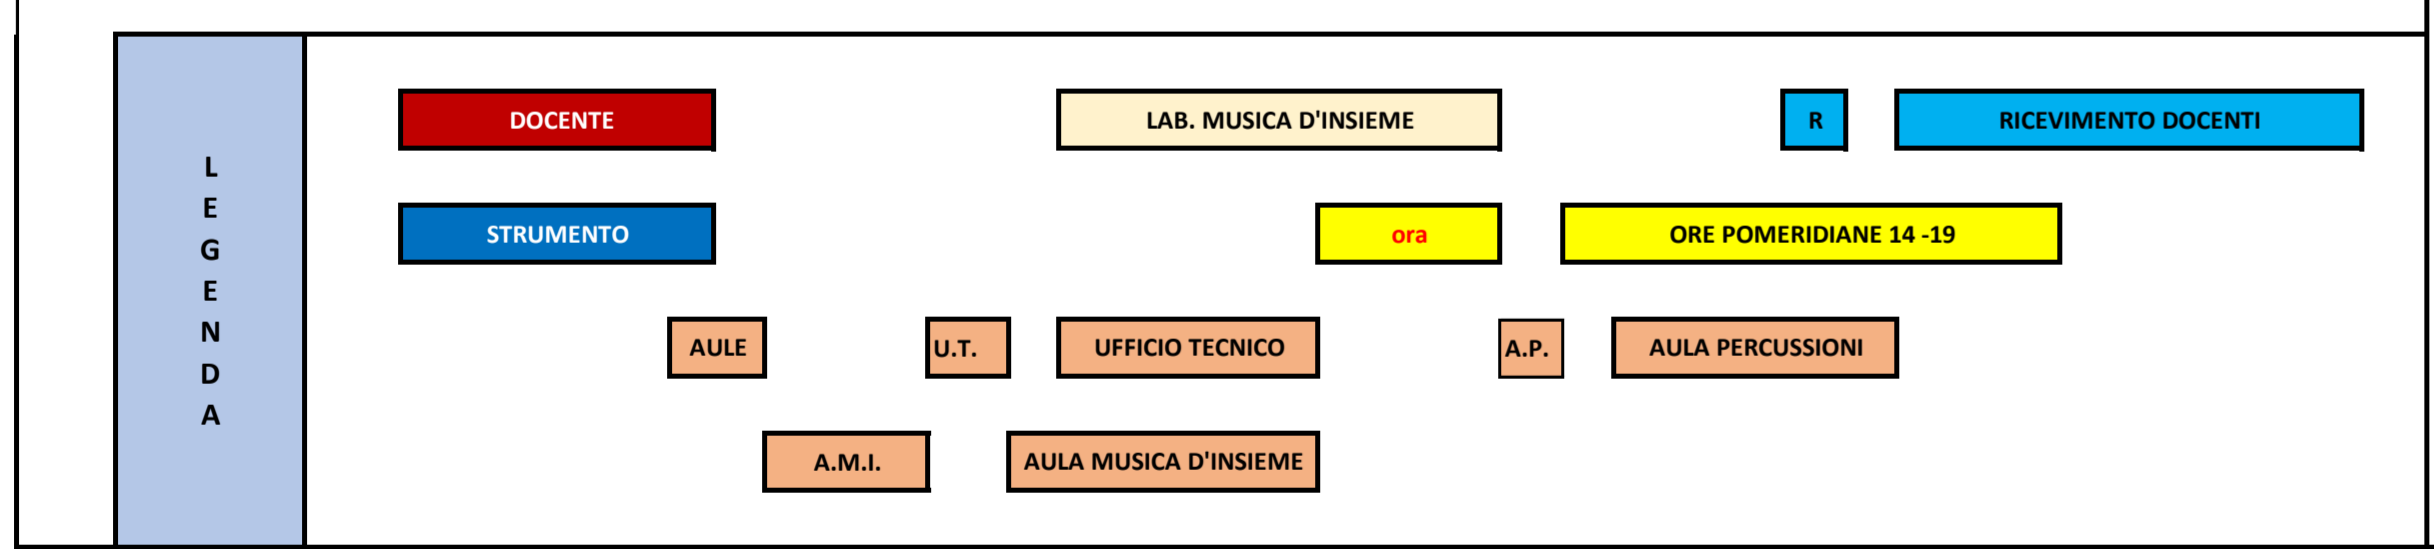 LEGENDA
DOCENTE LAB. MUSICA D'INSIEME R RICEVIMENTO DOCENTI
STRUMENTO ora ORE POMERIDIANE 14 -19
AULE U.T. UFFICIO TECNICO A.P. AULA PERCUSSIONI
A.M.I. AULA MUSICA D'INSIEME